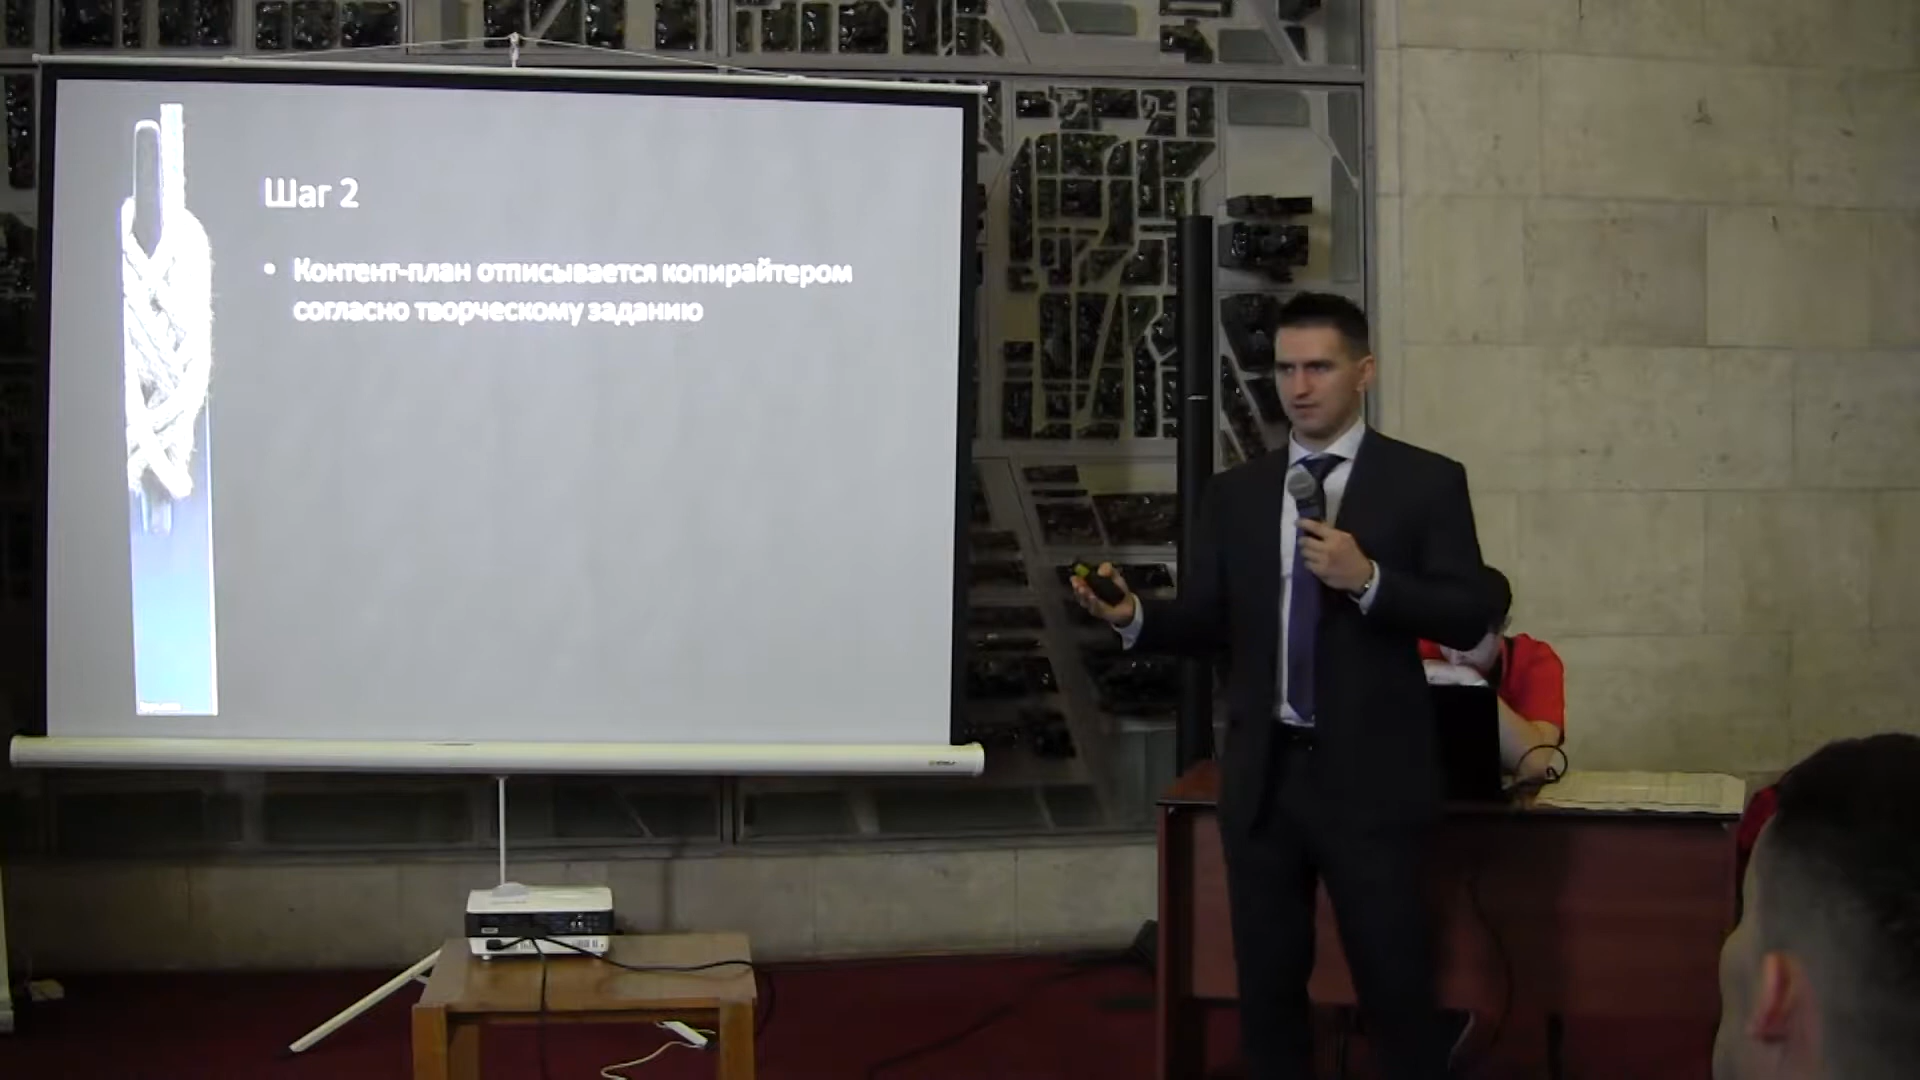 Шаг 2
• Контент-план отписывается копирайтером
согласно творческому заданию